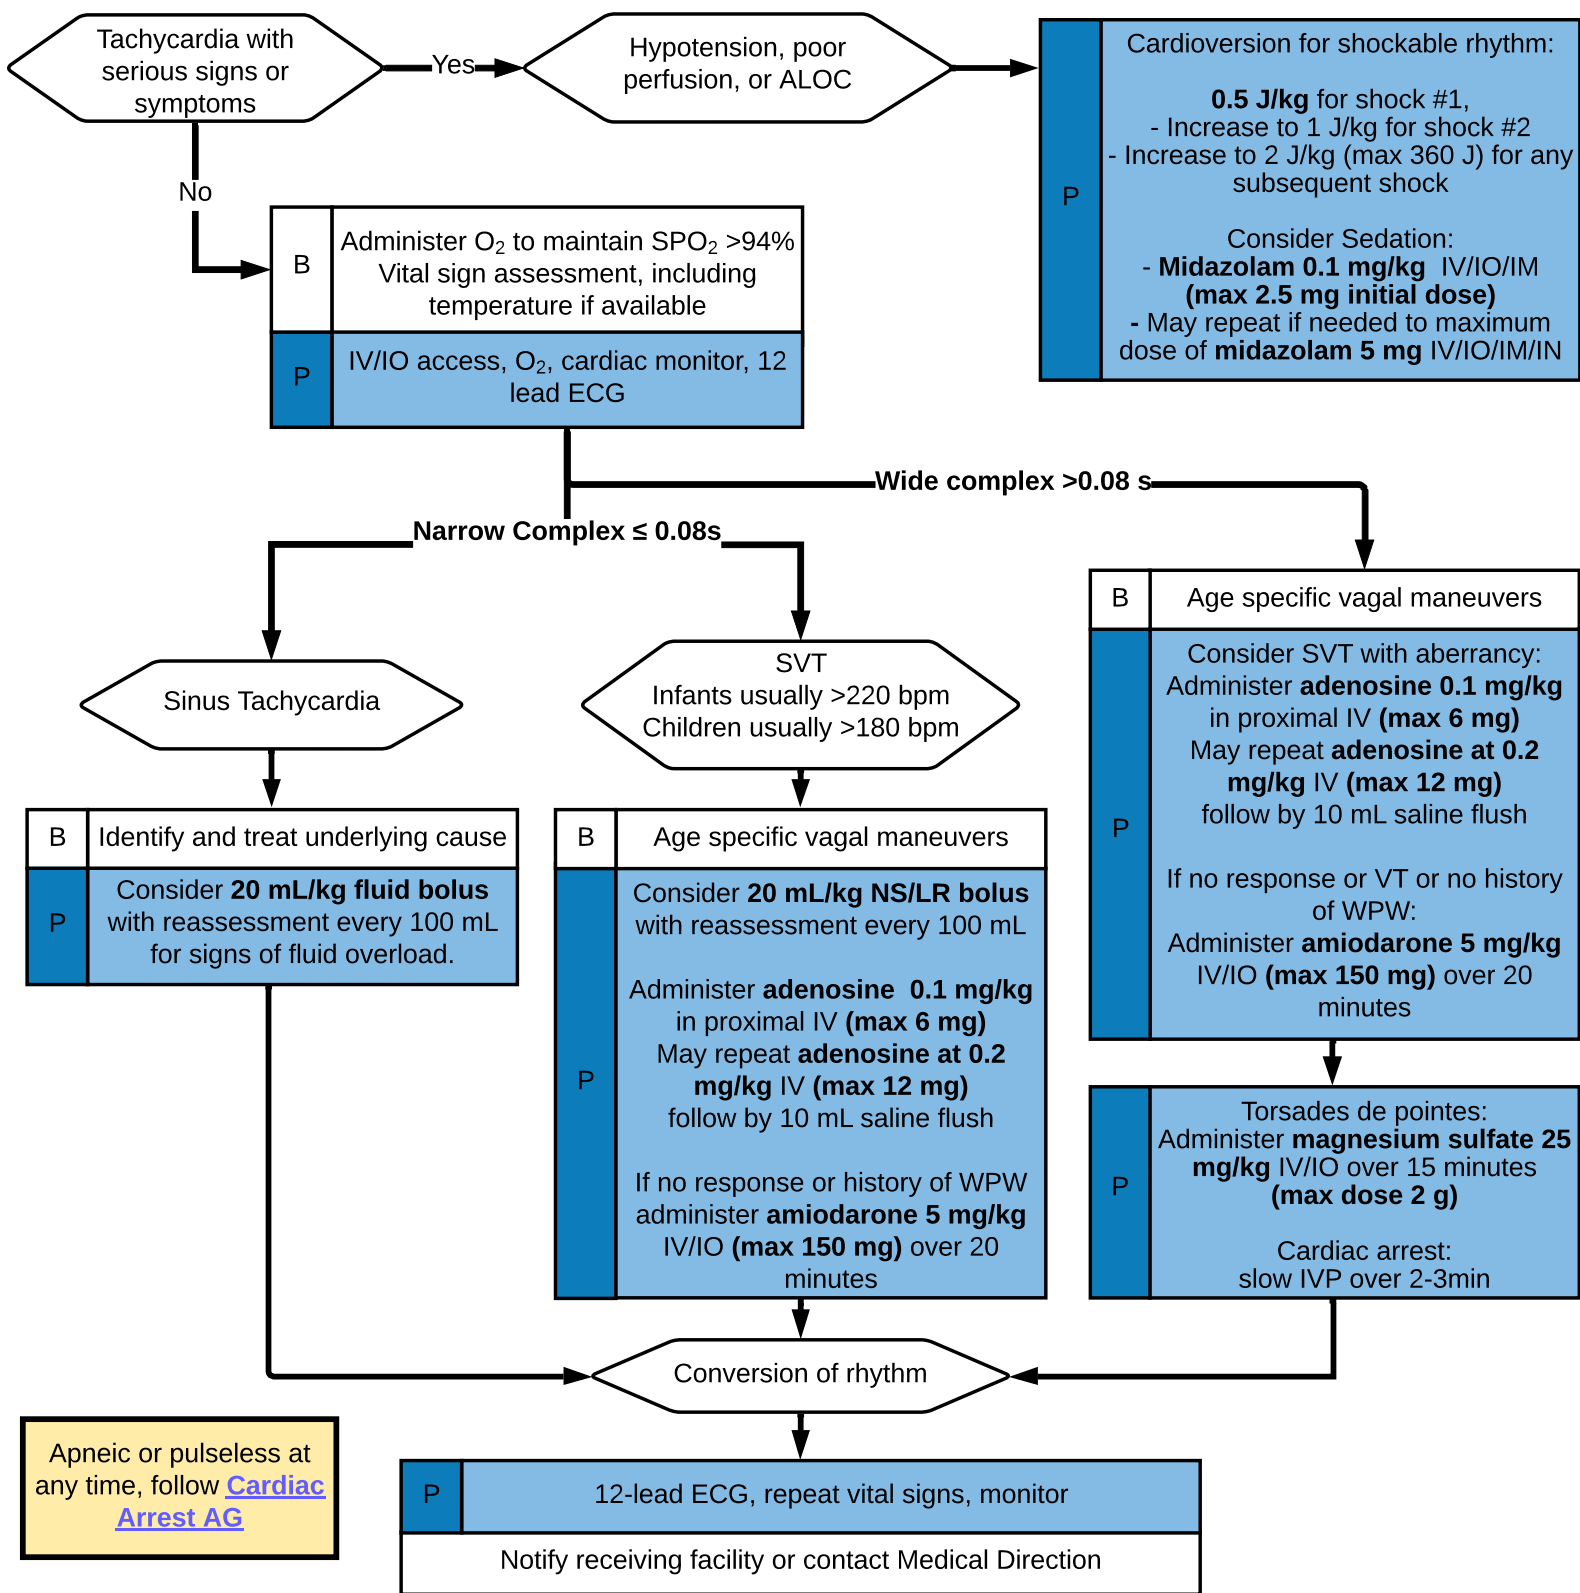 Tachycardia with
serious signs or
symptoms
Yes
Hypotension, poor
perfusion, or ALOC
P
Cardioversion for shockable rhythm:
0.5 J/kg for shock #1,
- Increase to 1 J/kg for shock #2
- Increase to 2 J/kg (max 360 J) for any
subsequent shock
Consider Sedation:
- Midazolam 0.1 mg/kg IV/IO/IM
(max 2.5 mg initial dose)
- May repeat if needed to maximum
dose of midazolam 5 mg IV/IO/IM/IN
No
B
Administer O₂ to maintain SPO₂ >94%
Vital sign assessment, including
temperature if available
P
IV/IO access, O₂, cardiac monitor, 12
lead ECG
Wide complex >0.08 s
Narrow Complex ≤ 0.08s
Sinus Tachycardia
SVT
Infants usually >220 bpm
Children usually >180 bpm
B
Identify and treat underlying cause
P
Consider 20 mL/kg fluid bolus
with reassessment every 100 mL
for signs of fluid overload.
B
Age specific vagal maneuvers
P
Consider 20 mL/kg NS/LR bolus
with reassessment every 100 mL
Administer adenosine 0.1 mg/kg
in proximal IV (max 6 mg)
May repeat adenosine at 0.2
mg/kg IV (max 12 mg)
follow by 10 mL saline flush
If no response or history of WPW
administer amiodarone 5 mg/kg
IV/IO (max 150 mg) over 20
minutes
B
Age specific vagal maneuvers
P
Consider SVT with aberrancy:
Administer adenosine 0.1 mg/kg
in proximal IV (max 6 mg)
May repeat adenosine at 0.2
mg/kg IV (max 12 mg)
follow by 10 mL saline flush
If no response or VT or no history
of WPW:
Administer amiodarone 5 mg/kg
IV/IO (max 150 mg) over 20
minutes
P
Torsades de pointes:
Administer magnesium sulfate 25
mg/kg IV/IO over 15 minutes
(max dose 2 g)
Cardiac arrest:
slow IVP over 2-3min
Conversion of rhythm
Apneic or pulseless at
any time, follow Cardiac
Arrest AG
P
12-lead ECG, repeat vital signs, monitor
Notify receiving facility or contact Medical Direction